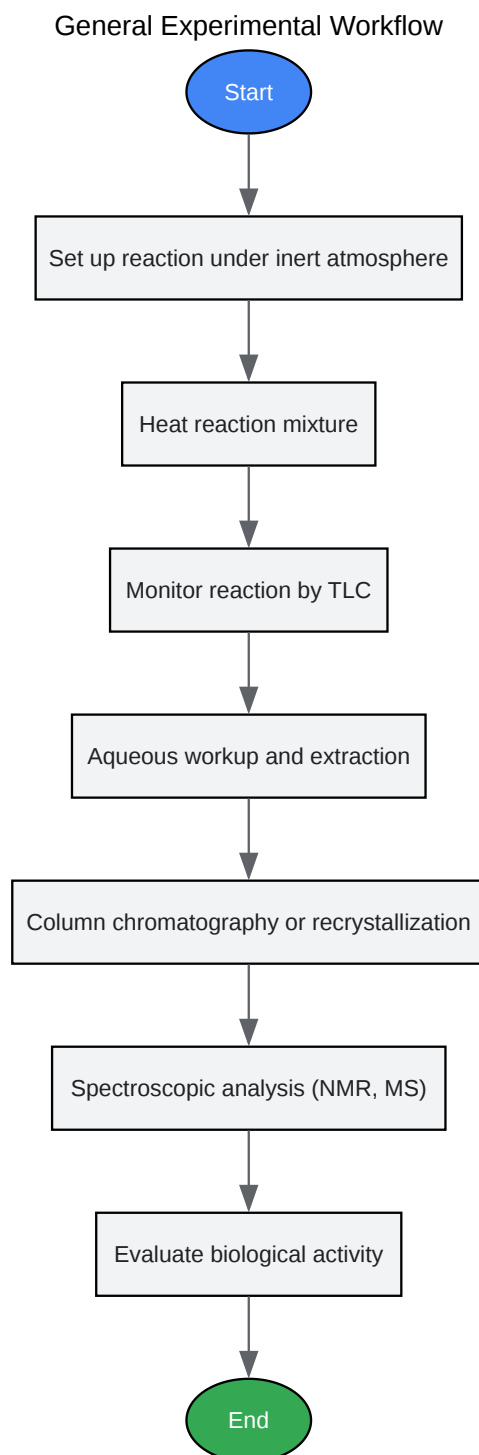 General Experimental Workflow
Start
Set up reaction under inert atmosphere
Heat reaction mixture
Monitor reaction by TLC
Aqueous workup and extraction
Column chromatography or recrystallization
Spectroscopic analysis (NMR, MS)
Evaluate biological activity
End